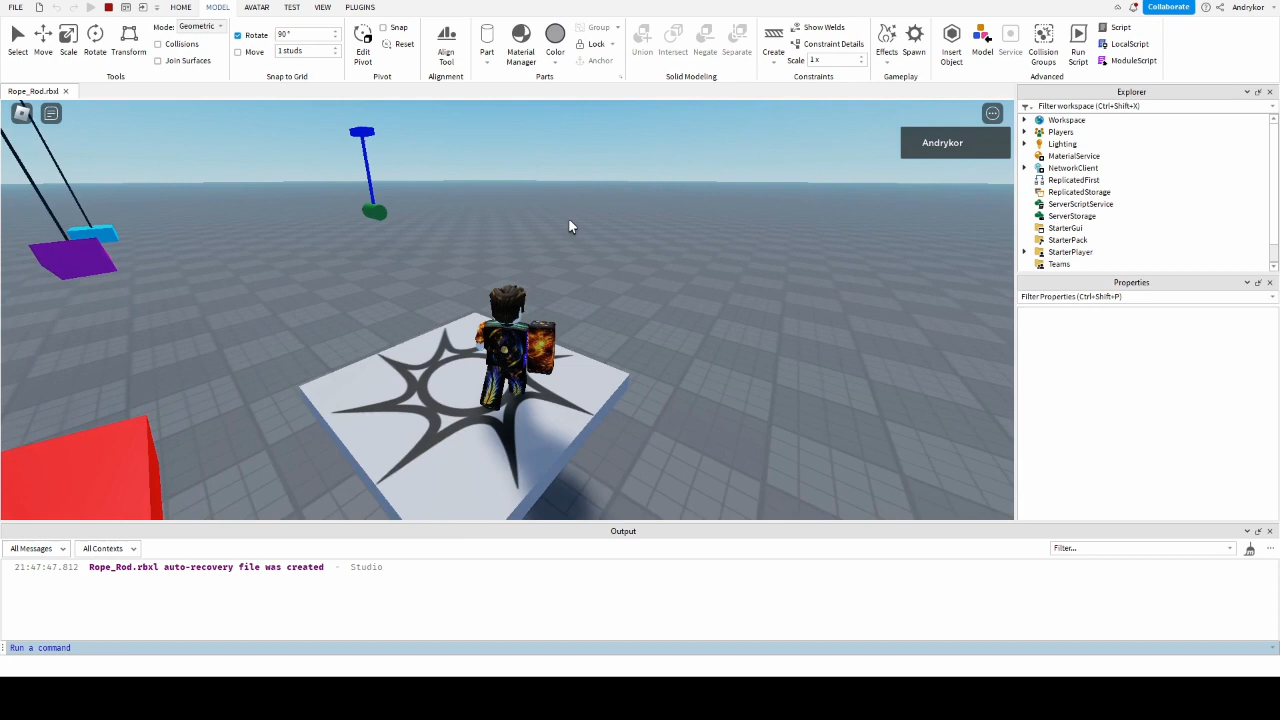 FILE HOME MODEL AVATAR TEST VIEW PLUGINS Collaborate Andrykor
Select Move Scale Rotate Transform
Mode: Geometric
Collisions
Join Surfaces
Tools
Rotate 90°
Move 1 studs
Snap to Grid
Edit
Pivot
Snap
Reset
Pivot
Align
Tool
Alignment
Part Material
Manager Color
Group
Lock
Anchor
Parts
Union Intersect Negate Separate
Solid Modeling
Create
Show Welds
Constraint Details
Scale 1 x
Constraints
Effects Spawn
Gameplay
Insert
Object Model Service Collision
Groups Run
Script
Script
LocalScript
ModuleScript
Advanced
Rope_Rod.rbxl
Andrykor
Explorer
Filter workspace (Ctrl+Shift+X)
Workspace
Players
Lighting
MaterialService
NetworkClient
ReplicatedFirst
ReplicatedStorage
ServerScriptService
ServerStorage
StarterGui
StarterPack
StarterPlayer
Teams
Properties
Filter Properties (Ctrl+Shift+P)
Output
All Messages All Contexts Filter...
21:47:47.812 Rope_Rod.rbxl auto-recovery file was created - Studio
Run a command